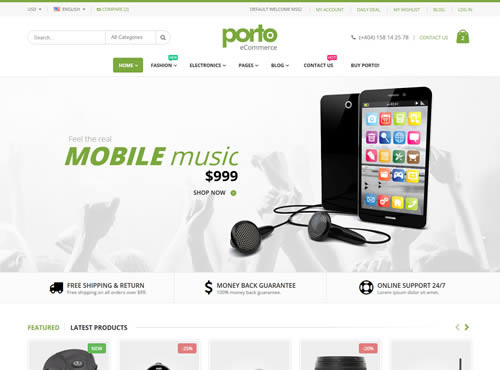 USD ENGLISH COMPARE (2) DEFAULT WELCOME MSG! MY ACCOUNT DAILY DEAL MY WISHLIST BLOG LOG IN
Search... All Categories
porto
eCommerce
(+404) 158 14 25 78 | CONTACT US 2
NEW HOT
HOME FASHION ELECTRONICS PAGES BLOG CONTACT US BUY PORTO!
Feel the real
MOBILE music
$999
SHOP NOW
FREE SHIPPING & RETURN MONEY BACK GUARANTEE ONLINE SUPPORT 24/7
Free shipping on all orders over $99. 100% money back guarantee. Lorem ipsum dolor sit amet.
FEATURED LATEST PRODUCTS
NEW -25% -20%